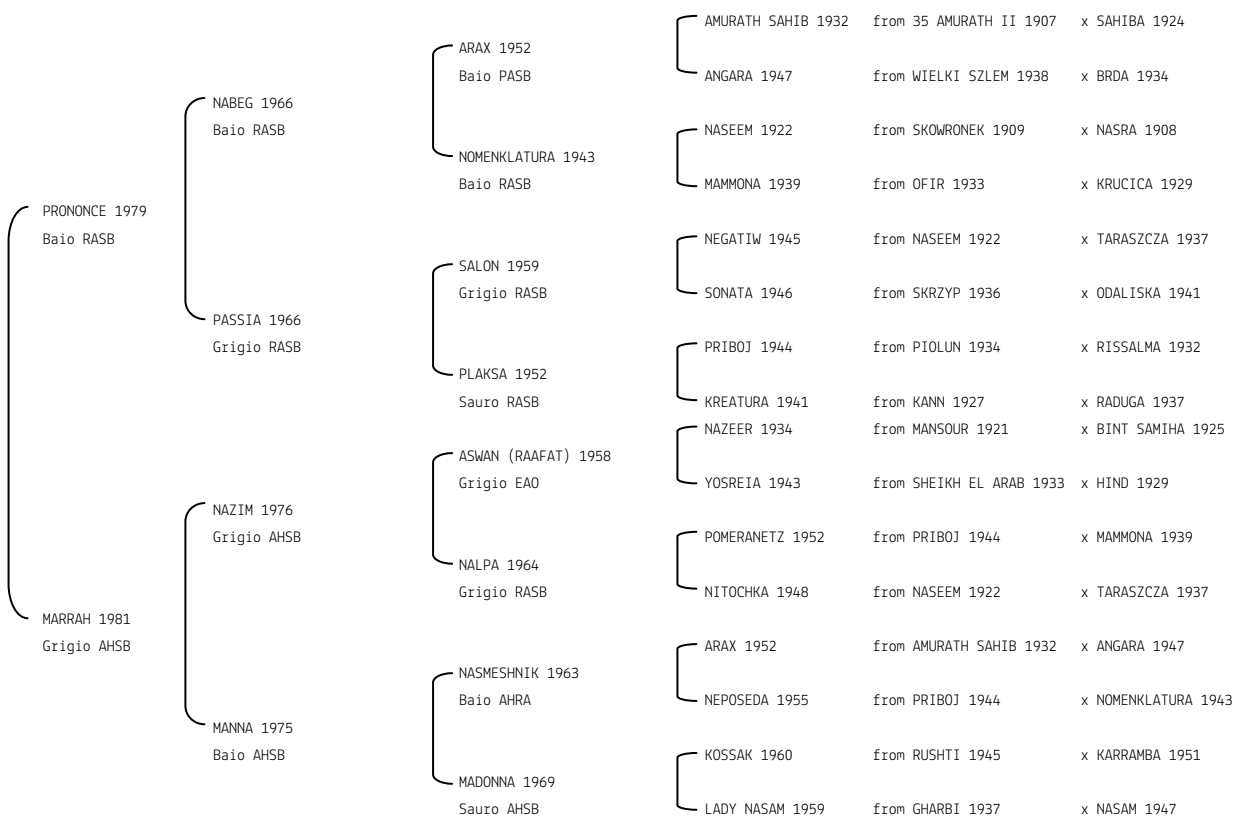 AMURATH SAHIB 1932 from 35 AMURATH II 1907 x SAHIBA 1924
ARAX 1952
Baio PASB
ANGARA 1947 from WIELKI SZLEM 1938 x BRDA 1934
NABEG 1966
Baio RASB
NASEEM 1922 from SKOWRONEK 1909 x NASRA 1908
NOMENKLATURA 1943
Baio RASB
MAMMONA 1939 from OFIR 1933 x KRUCICA 1929
PRONONCE 1979
Baio RASB
NEGATIW 1945 from NASEEM 1922 x TARASZCZA 1937
SALON 1959
Grigio RASB
SONATA 1946 from SKRZYP 1936 x ODALISKA 1941
PASSIA 1966
Grigio RASB
PRIBOJ 1944 from PIOLUN 1934 x RISSALMA 1932
PLAKSA 1952
Sauro RASB
KREATURA 1941 from KANN 1927 x RADUGA 1937
NAZEER 1934 from MANSOUR 1921 x BINT SAMIHA 1925
ASWAN (RAAFAT) 1958
Grigio EAO
YOSREIA 1943 from SHEIKH EL ARAB 1933 x HIND 1929
NAZIM 1976
Grigio AHSB
POMERANETZ 1952 from PRIBOJ 1944 x MAMMONA 1939
NALPA 1964
Grigio RASB
NITOCHKA 1948 from NASEEM 1922 x TARASZCZA 1937
MARRAH 1981
Grigio AHSB
ARAX 1952 from AMURATH SAHIB 1932 x ANGARA 1947
NASMESHNIK 1963
Baio AHRA
NEPOSEDA 1955 from PRIBOJ 1944 x NOMENKLATURA 1943
MANNA 1975
Baio AHSB
KOSSAK 1960 from RUSHTI 1945 x KARRAMBA 1951
MADONNA 1969
Sauro AHSB
LADY NASAM 1959 from GHARBI 1937 x NASAM 1947